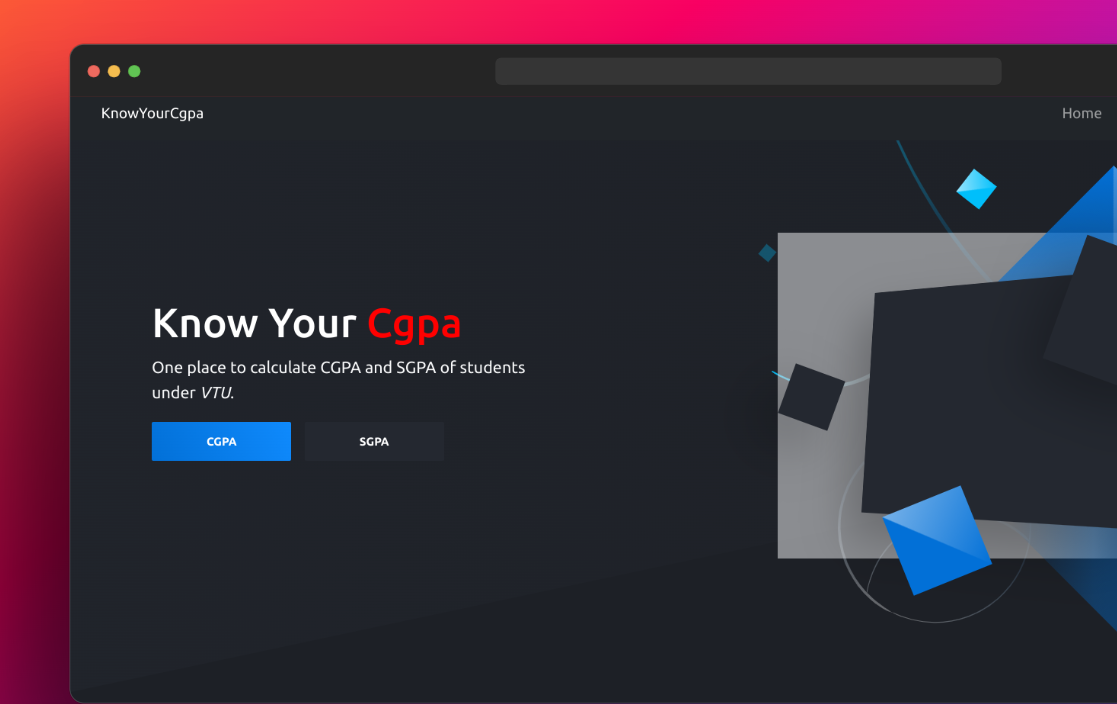 KnowYourCgpa
Home
Know Your Cgpa
One place to calculate CGPA and SGPA of students
under VTU.
CGPA
SGPA